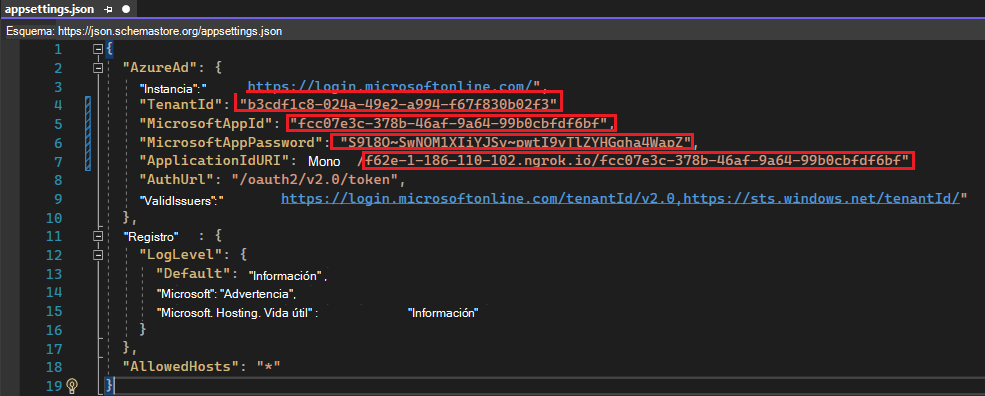 appsettings.json
Esquema: https://json.schemastore.org/appsettings.json
1 {
2 "AzureAd": {
3 "Instancia": " https://login.microsoftonline.com/",
4 "TenantId": "b3cdf1c8-024a-49e2-a994-f67f830b02f3"
5 "MicrosoftAppId": "fcc07e3c-378b-46af-9a64-99b0cbfdf6bf",
6 "MicrosoftAppPassword": "S9l8O~SwNOM1XIiYJSv~pwtI9vTlZYHGqha4WapZ",
7 "ApplicationIdURI": Mono /f62e-1-186-110-102.ngrok.io/fcc07e3c-378b-46af-9a64-99b0cbfdf6bf"
8 "AuthUrl": "/oauth2/v2.0/token",
9 "ValidIssuers": " https://login.microsoftonline.com/tenantId/v2.0,https://sts.windows.net/tenantId/"
10 },
11 "Registro" : {
12 "LogLevel": {
13 "Default": "Información" ,
14 "Microsoft": "Advertencia",
15 "Microsoft. Hosting. Vida útil" : "Información"
16 }
17 },
18 "AllowedHosts": "*"
19 }